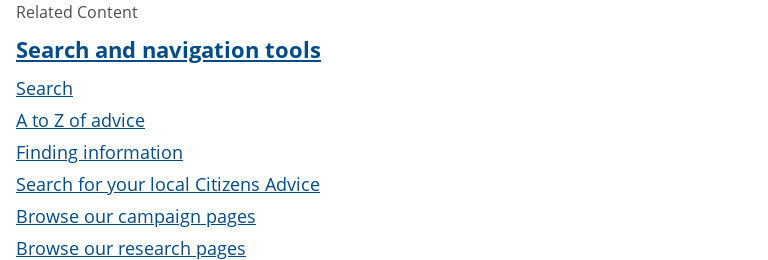 Related Content
Search and navigation tools
Search
A to Z of advice
Finding information
Search for your local Citizens Advice
Browse our campaign pages
Browse our research pages